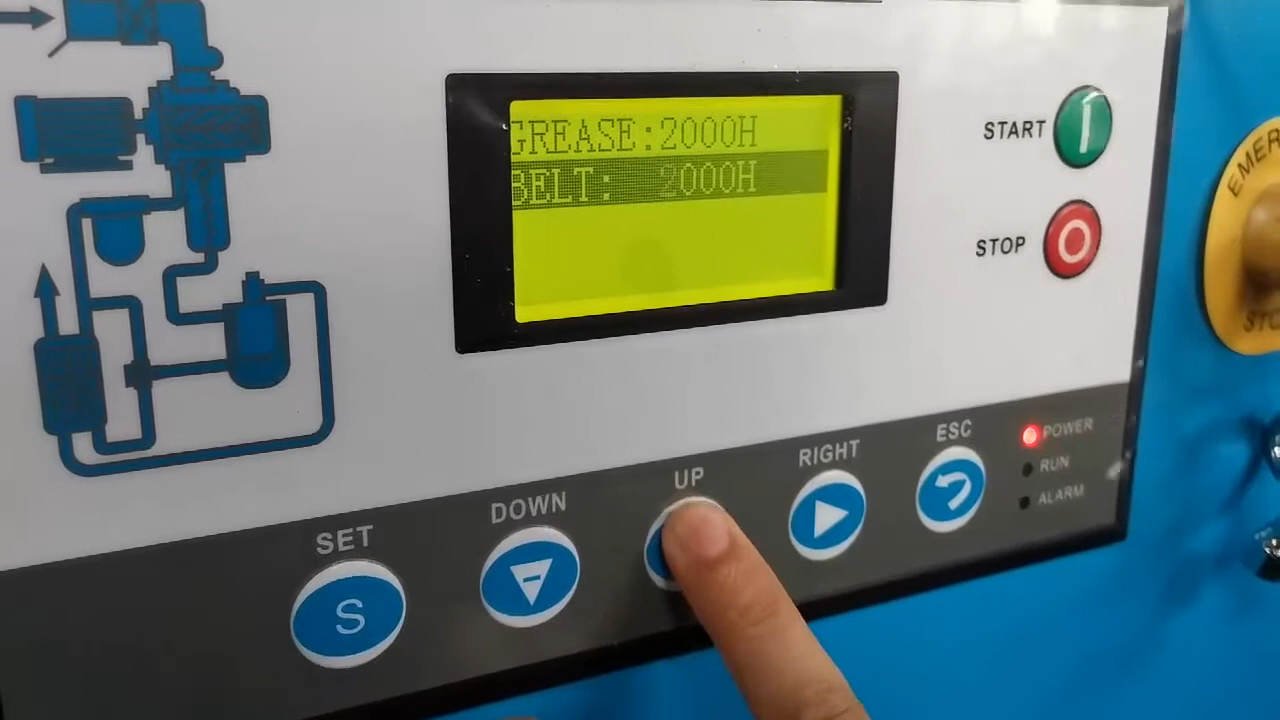 GREASE:2000H
BELT: 2000H
START
STOP
SET
S
DOWN
UP
RIGHT
ESC
POWER
RUN
ALARM